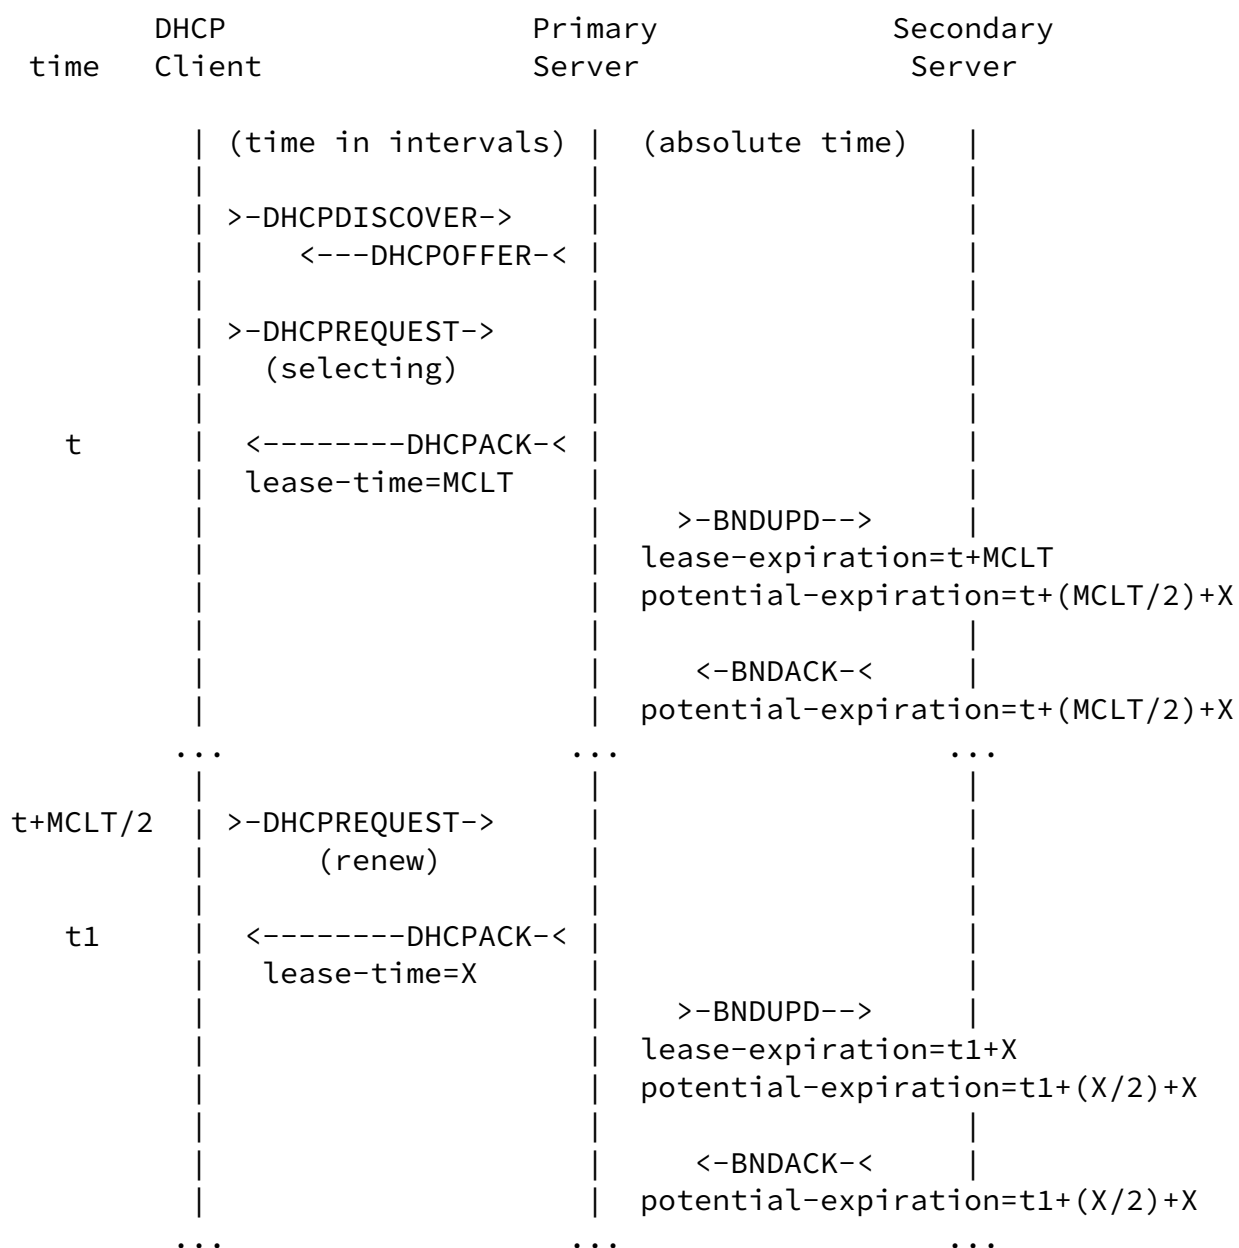 DHCP                 Primary             Secondary
 time   Client               Server               Server

          | (time in intervals) |  (absolute time)   |
          |                     |                    |
          | >-DHCPDISCOVER->    |                    |
          |     <---DHCPOFFER-< |                    |
          |                     |                    |
          | >-DHCPREQUEST->     |                    |
          |   (selecting)       |                    |
          |                     |                    |
   t      |  <--------DHCPACK-< |                    |
          |  lease-time=MCLT    |                    |
          |                     |    >-BNDUPD-->     |
          |                     |  lease-expiration=t+MCLT
          |                     |  potential-expiration=t+(MCLT/2)+X
          |                     |                    |
          |                     |     <-BNDACK-<     |
          |                     |  potential-expiration=t+(MCLT/2)+X
         ...                   ...                  ...
          |                     |                    |
t+MCLT/2  | >-DHCPREQUEST->     |                    |
          |      (renew)        |                    |
          |                     |                    |
   t1     |  <--------DHCPACK-< |                    |
          |   lease-time=X      |                    |
          |                     |    >-BNDUPD-->     |
          |                     |  lease-expiration=t1+X
          |                     |  potential-expiration=t1+(X/2)+X
          |                     |                    |
          |                     |     <-BNDACK-<     |
          |                     |  potential-expiration=t1+(X/2)+X
         ...                   ...                  ...